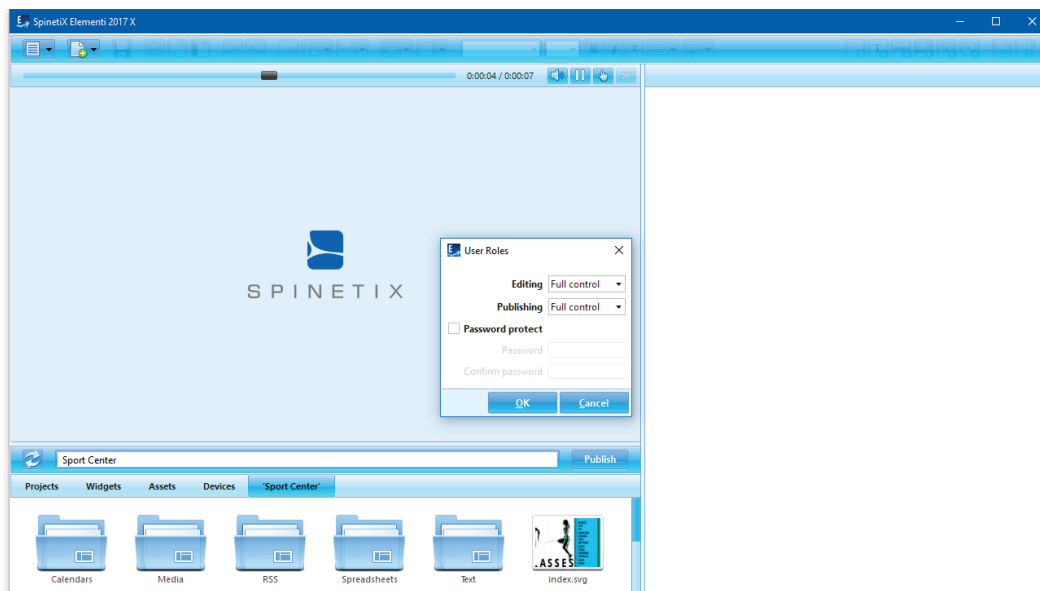 SpinetiX Elementi 2017 X
B I T
0:00:04 / 0:00:07
SPINETIX
User Roles
Editing Full control
Publishing Full control
Password protect
Password
Confirm password
OK Cancel
Sport Center Publish
Projects Widgets Assets Devices 'Sport Center'
.ASSES
Calendars Media RSS Spreadsheets Text index.svg